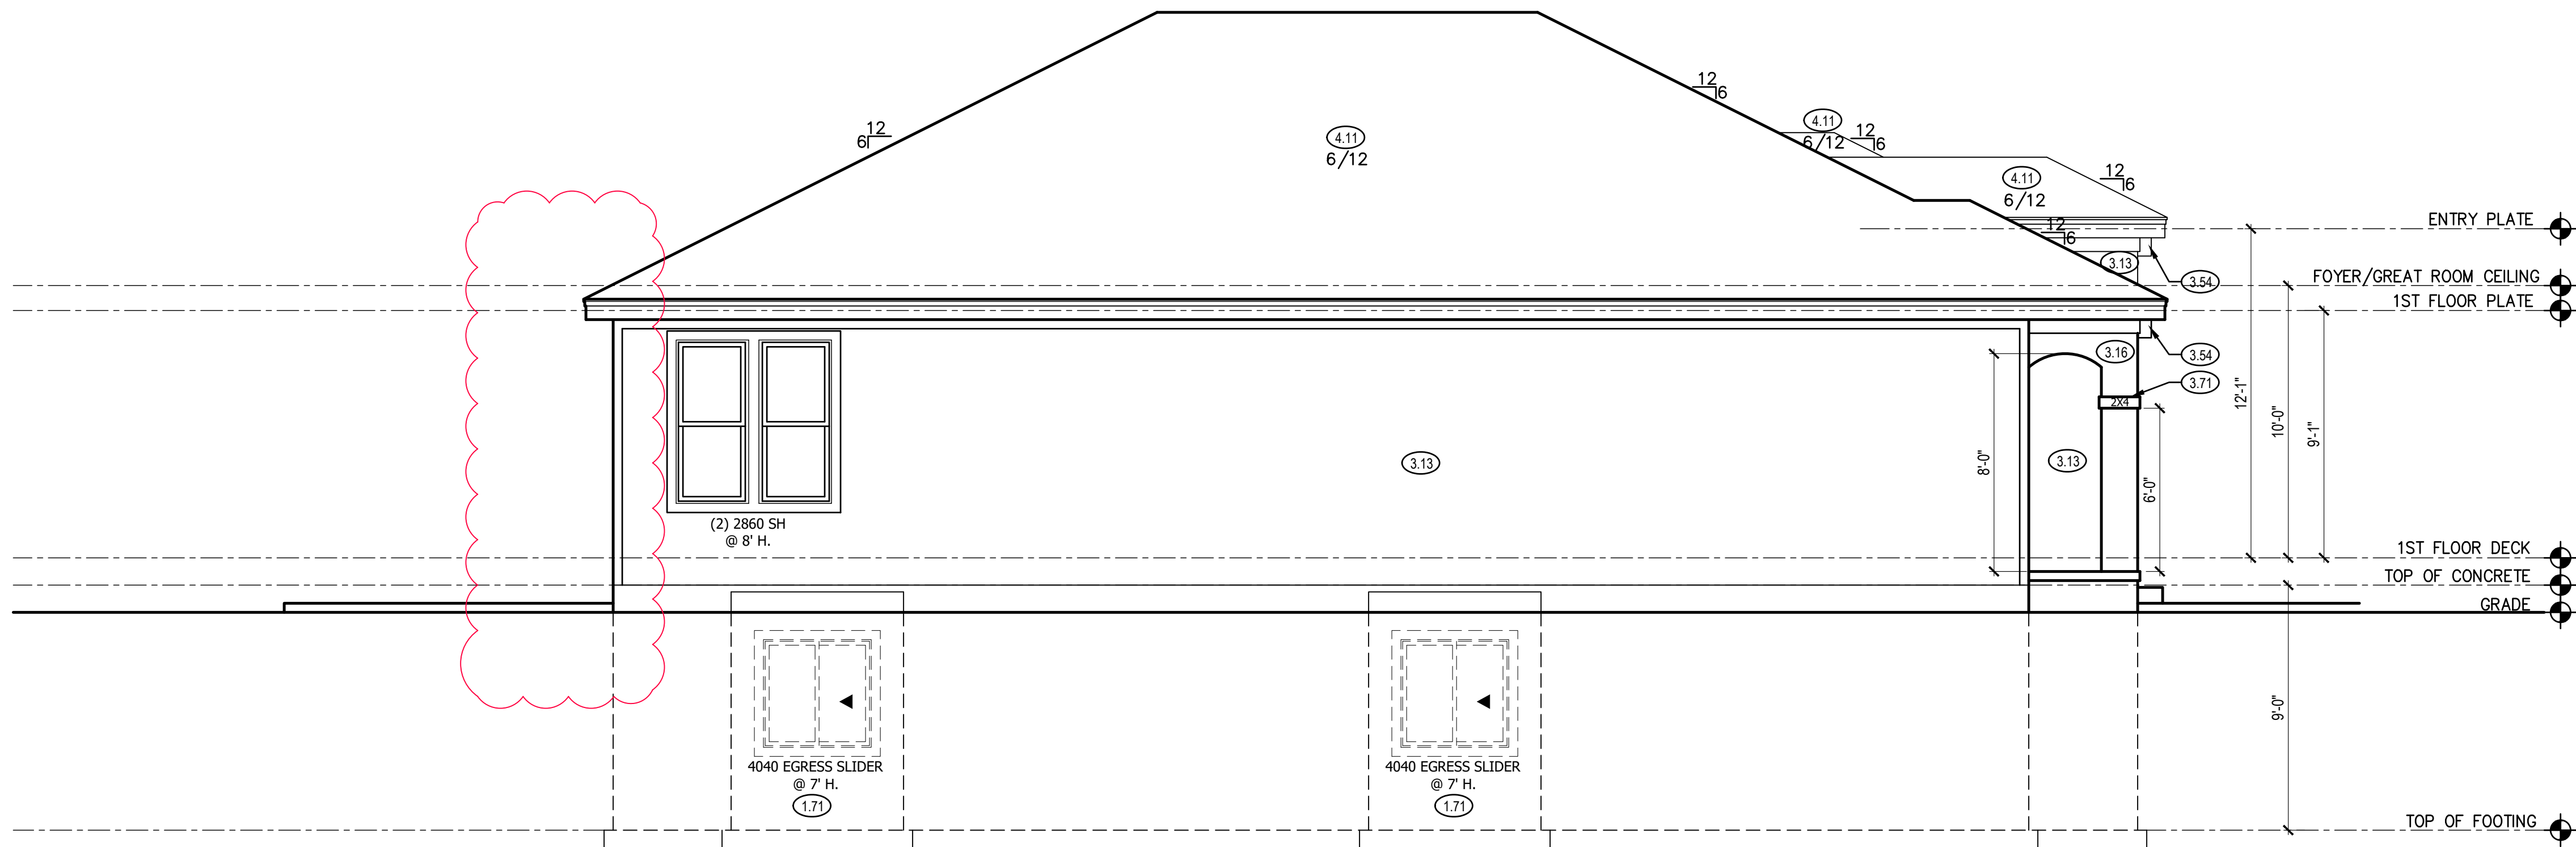 12
6
4.11
6/12
12
6
4.11
6/12
12
6
4.11
6/12
12
6
12
6
3.13
3.54
ENTRY PLATE
FOYER/GREAT ROOM CEILING
1ST FLOOR PLATE
3.16
3.54
3.71
2X4
12'-1"
10'-0"
9'-1"
8'-0"
3.13
3.13
6'-0"
(2) 2860 SH
@ 8' H.
1ST FLOOR DECK
TOP OF CONCRETE
GRADE
9'-0"
4040 EGRESS SLIDER
@ 7' H.
1.71
4040 EGRESS SLIDER
@ 7' H.
1.71
TOP OF FOOTING